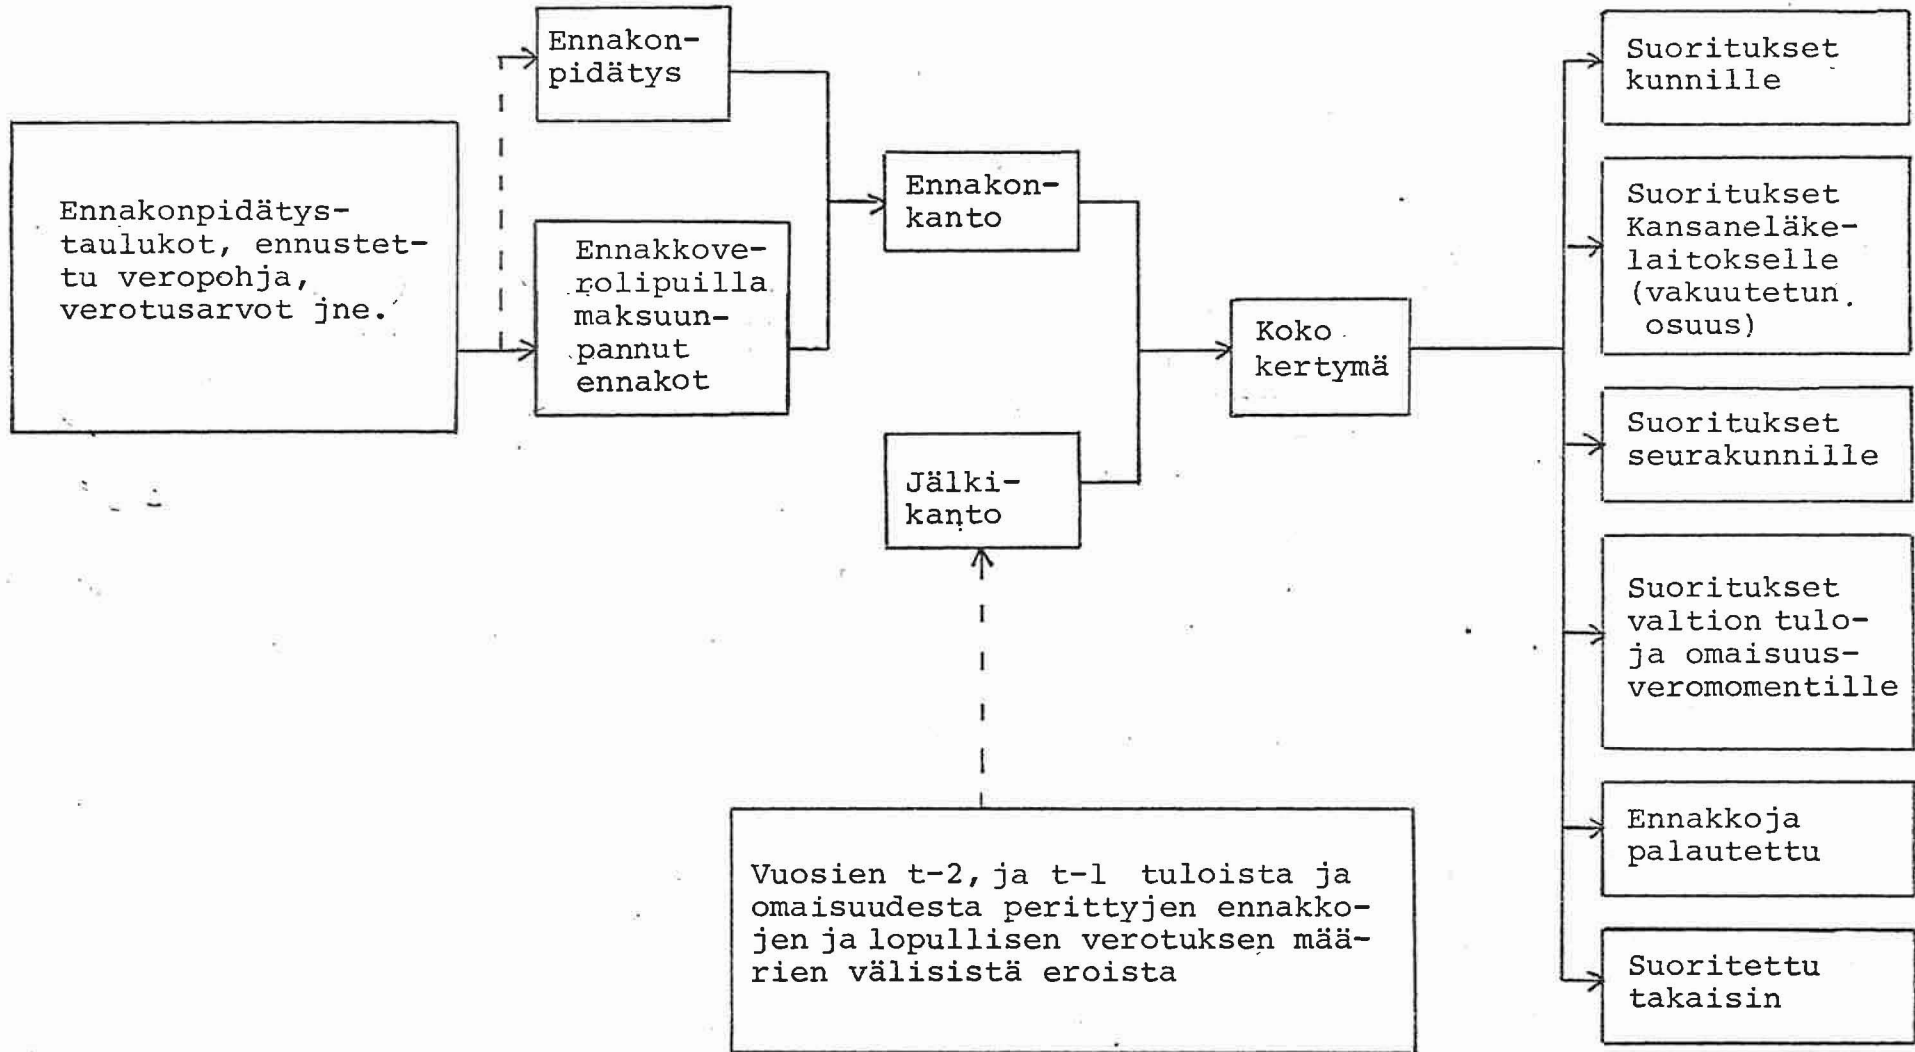 Ennakonpidätys-
taulukot, ennustet-
tu veropohja,
verotusarvot jne.
Ennakon-
pidätys
Ennakkove-
rolipuilla
maksuun-
pannut
ennakot
Ennakon-
kanto
Jälki-
kanto
Vuosien t-2, ja t-1 tuloista ja
omaisuudesta perittyjen ennakko-
jen ja lopullisen verotuksen mää-
rien välisistä eroista
Koko
kertymä
Suoritukset
kunnille
Suoritukset
Kansaneläke-
laitokselle
(vakuutetun
osuus)
Suoritukset
seurakunnille
Suoritukset
valtion tulo-
ja omaisuus-
veromomentille
Ennakkoja
palautettu
Suoritettu
takaisin